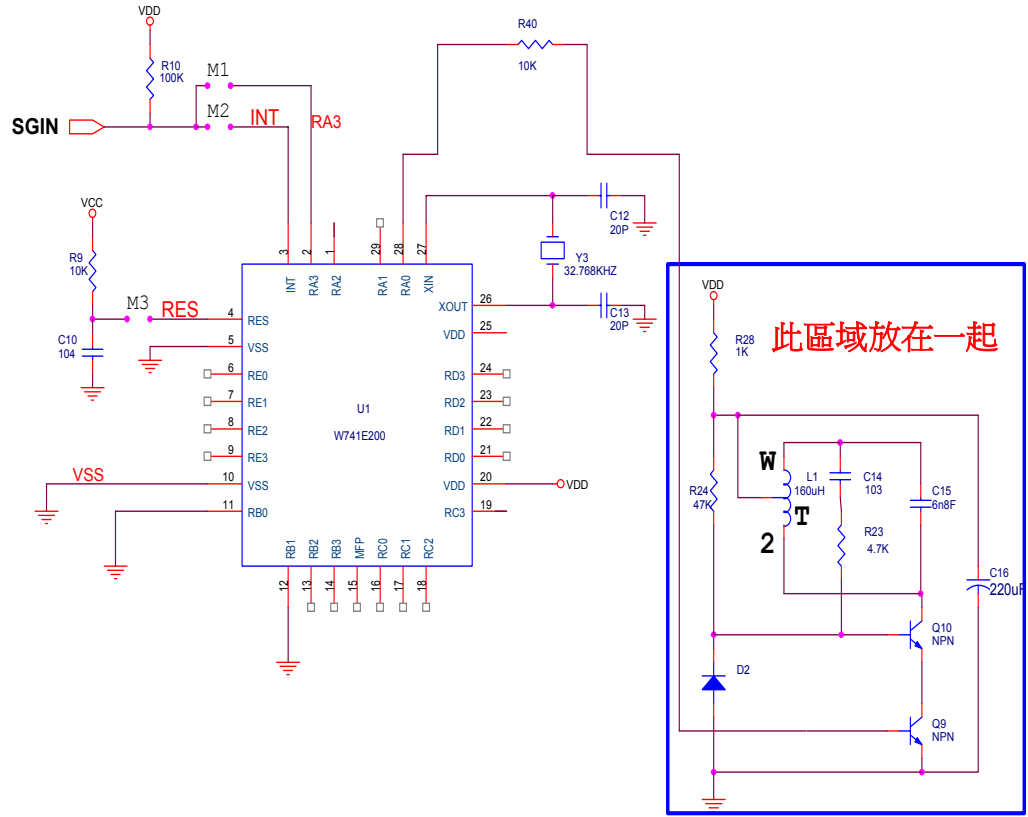 VDD
R10
100K
M1
M2
INT
RA3
SGIN
R40
10K
VCC
R9
10K
M3
RES
C10
104
C12
20P
Y3
32.768KHZ
C13
20P
3
2
1
29
28
27
INT
RA3
RA2
RA1
RA0
XIN
4
RES
5
VSS
6
RE0
7
RE1
8
RE2
9
RE3
10
VSS
11
RB0
VSS
U1
W741E200
XOUT
26
VDD
25
RD3
24
RD2
23
RD1
22
RD0
21
VDD
20
VDD
RC3
19
RB1
RB2
RB3
MFP
RC0
RC1
RC2
12
13
14
15
16
17
18
VDD
R28
1K
此區域放在一起
W
L1
160uH
T
2
C14
103
C15
6n8F
R24
47K
R23
4.7K
C16
220uF
Q10
NPN
D2
Q9
NPN